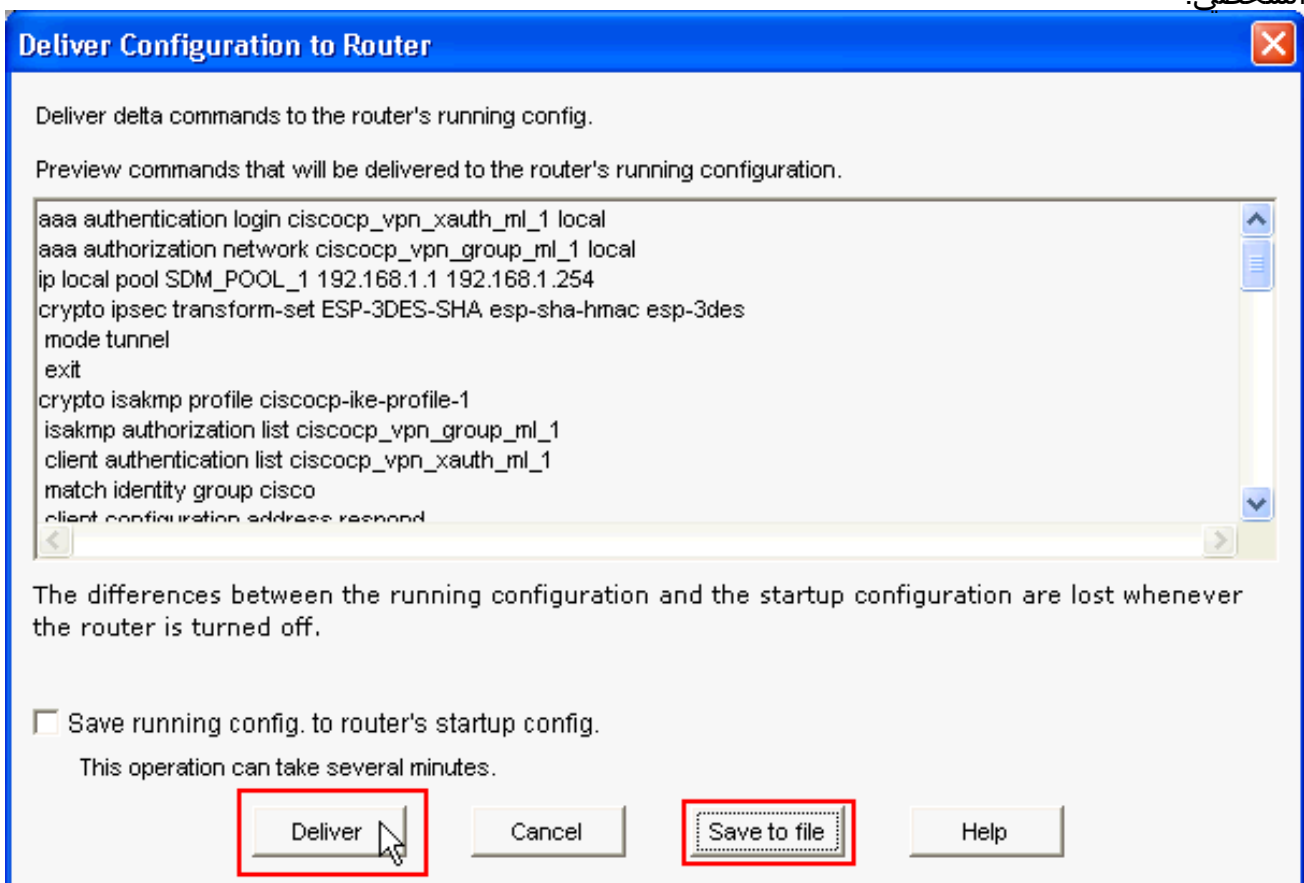 الشخصي.
Deliver Configuration to Router
Deliver delta commands to the router's running config.
Preview commands that will be delivered to the router's running configuration.
aaa authentication login ciscocp_vpn_xauth_ml_1 local
aaa authorization network ciscocp_vpn_group_ml_1 local
ip local pool SDM_POOL_1 192.168.1.1 192.168.1.254
crypto ipsec transform-set ESP-3DES-SHA esp-sha-hmac esp-3des
mode tunnel
exit
crypto isakmp profile ciscocp-ike-profile-1
isakmp authorization list ciscocp_vpn_group_ml_1
client authentication list ciscocp_vpn_xauth_ml_1
match identity group cisco
client configuration address respond
The differences between the running configuration and the startup configuration are lost whenever
the router is turned off.
Save running config. to router's startup config.
This operation can take several minutes.
Deliver Cancel Save to file Help